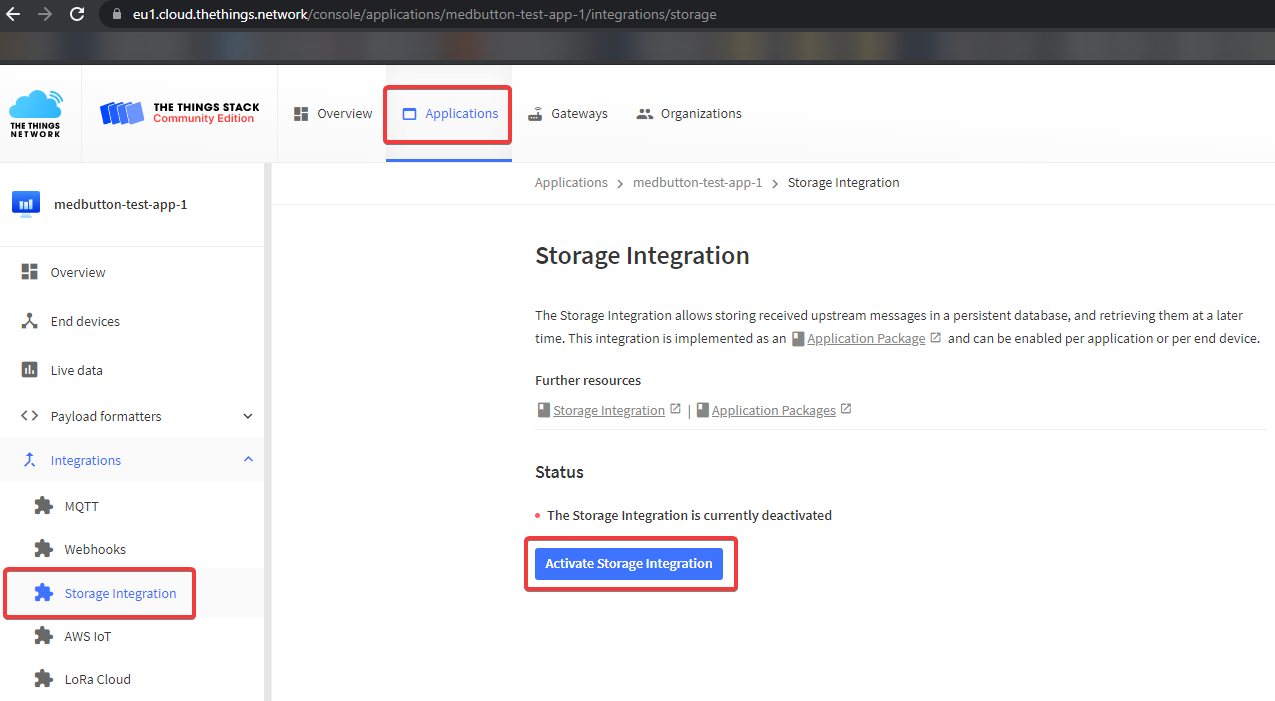 eu1.cloud.thethings.network/console/applications/medbutton-test-app-1/integrations/storage
THE THINGS
NETWORK
THE THINGS STACK
Community Edition
Overview
Applications
Gateways
Organizations
medbutton-test-app-1
Applications > medbutton-test-app-1 > Storage Integration
Overview
End devices
Live data
Payload formatters
Integrations
MQTT
Webhooks
Storage Integration
AWS IoT
LoRa Cloud
Storage Integration
The Storage Integration allows storing received upstream messages in a persistent database, and retrieving them at a later
time. This integration is implemented as an Application Package and can be enabled per application or per end device.
Further resources
Storage Integration | Application Packages
Status
The Storage Integration is currently deactivated
Activate Storage Integration